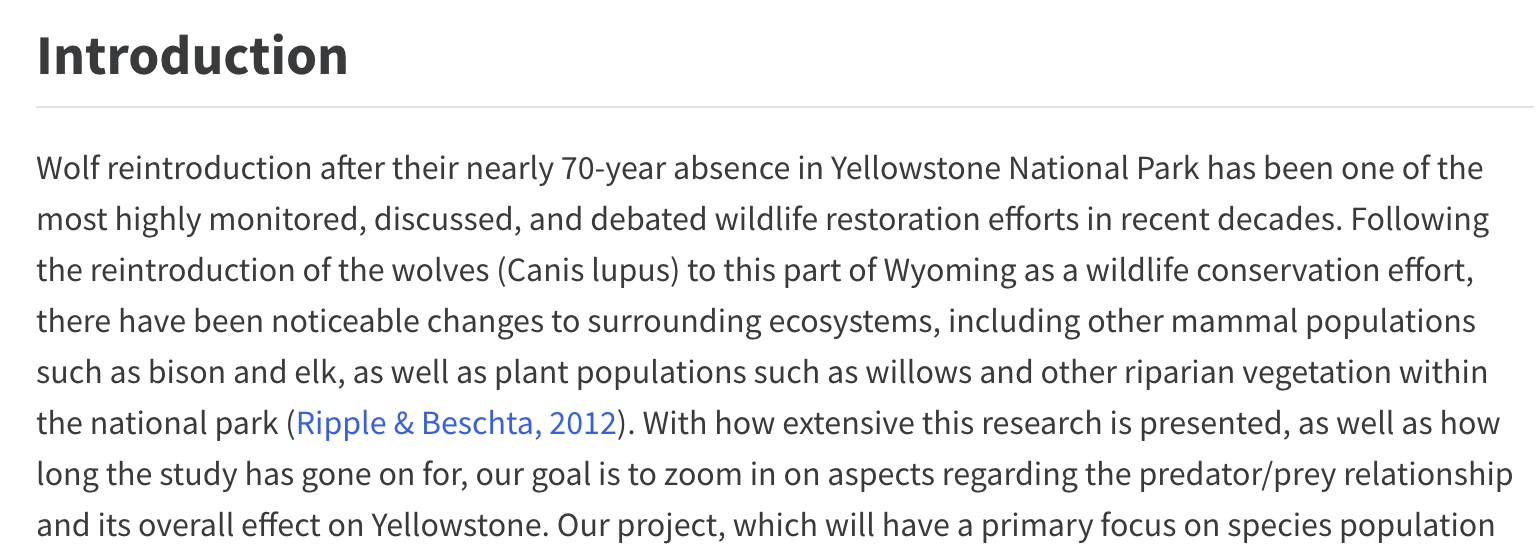 Introduction
Wolf reintroduction after their nearly 70-year absence in Yellowstone National Park has been one of the
most highly monitored, discussed, and debated wildlife restoration efforts in recent decades. Following
the reintroduction of the wolves (Canis lupus) to this part of Wyoming as a wildlife conservation effort,
there have been noticeable changes to surrounding ecosystems, including other mammal populations
such as bison and elk, as well as plant populations such as willows and other riparian vegetation within
the national park (Ripple & Beschta, 2012). With how extensive this research is presented, as well as how
long the study has gone on for, our goal is to zoom in on aspects regarding the predator/prey relationship
and its overall effect on Yellowstone. Our project, which will have a primary focus on species population